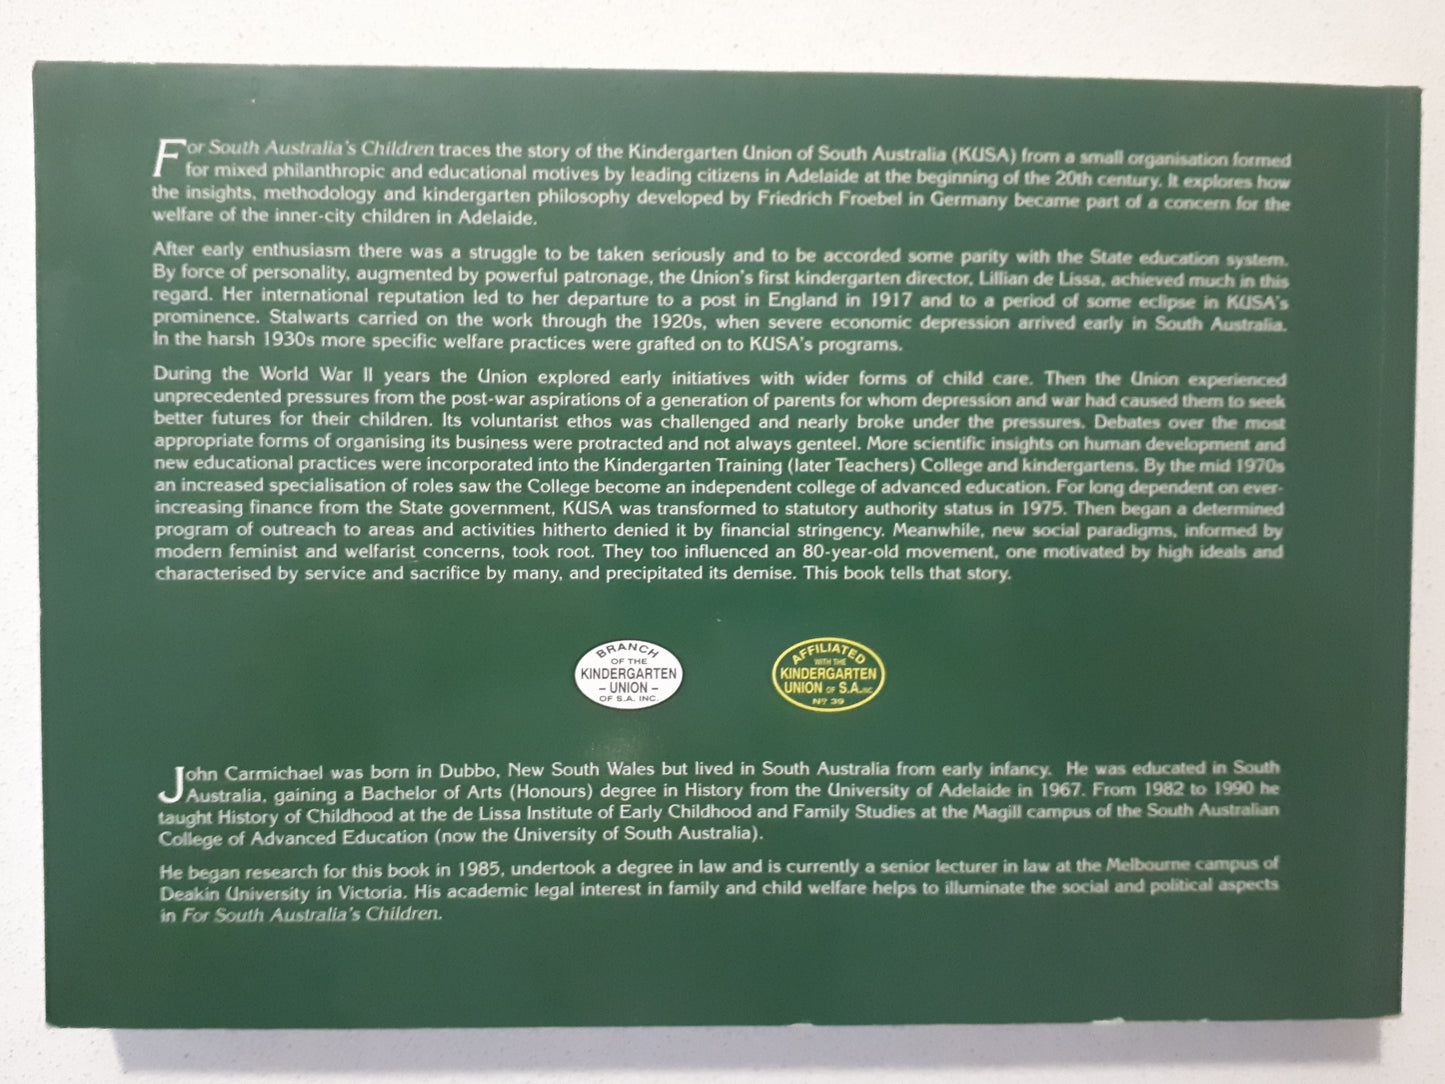 For South Australia's Children traces the story of the Kindergarten Union of South Australia (KUSA) from a small organisation formed
for mixed philanthropic and educational motives by leading citizens in Adelaide at the beginning of the 20th century. It explores how
the insights, methodology and kindergarten philosophy developed by Friedrich Froebel in Germany became part of a concern for the
welfare of the inner-city children in Adelaide.
After early enthusiasm there was a struggle to be taken seriously and to be accorded some parity with the State education system.
By force of personality, augmented by powerful patronage, the Union's first kindergarten director, Lillian de Lissa, achieved much in this
regard. Her international reputation led to her departure to a post in England in 1917 and to a period of some eclipse in KUSA's
prominence. Stalwarts carried on the work through the 1920s, when severe economic depression arrived early in South Australia.
In the harsh 1930s more specific welfare practices were grafted on to KUSA's programs.
During the World War II years the Union explored early initiatives with wider forms of child care. Then the Union experienced
unprecedented pressures from the post-war aspirations of a generation of parents for whom depression and war had caused them to seek
better futures for their children. Its voluntarist ethos was challenged and nearly broke under the pressures. Debates over the most
appropriate forms of organising its business were protracted and not always genteel. More scientific insights on human development and
new educational practices were incorporated into the Kindergarten Training (later Teachers) College and kindergartens. By the mid 1970s
an increased specialisation of roles saw the College become an independent college of advanced education. For long dependent on ever-
increasing finance from the State government, KUSA was transformed to statutory authority status in 1975. Then began a determined
program of outreach to areas and activities hitherto denied it by financial stringency. Meanwhile, new social paradigms, informed by
modern feminist and welfarist concerns, took root. They too influenced an 80-year-old movement, one motivated by high ideals and
characterised by service and sacrifice by many, and precipitated its demise. This book tells that story.
BRANCH
OF THE
KINDERGARTEN
– UNION –
OF S.A. INC.
AFFILIATED
WITH THE
KINDERGARTEN
UNION OF S.A. INC.
Nº 39
John Carmichael was born in Dubbo, New South Wales but lived in South Australia from early infancy. He was educated in South
Australia, gaining a Bachelor of Arts (Honours) degree in History from the University of Adelaide in 1967. From 1982 to 1990 he
taught History of Childhood at the de Lissa Institute of Early Childhood and Family Studies at the Magill campus of the South Australian
College of Advanced Education (now the University of South Australia).
He began research for this book in 1985, undertook a degree in law and is currently a senior lecturer in law at the Melbourne campus of
Deakin University in Victoria. His academic legal interest in family and child welfare helps to illuminate the social and political aspects
in For South Australia's Children.